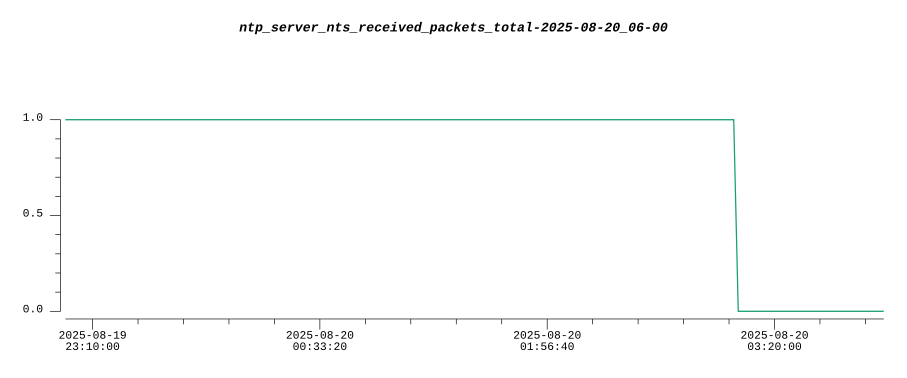 ntp_server_nts_received_packets_total-2025-08-20_06-00
1.0
0.5
0.0
2025-08-19 2025-08-20 2025-08-20 2025-08-20
23:10:00 00:33:20 01:56:40 03:20:00